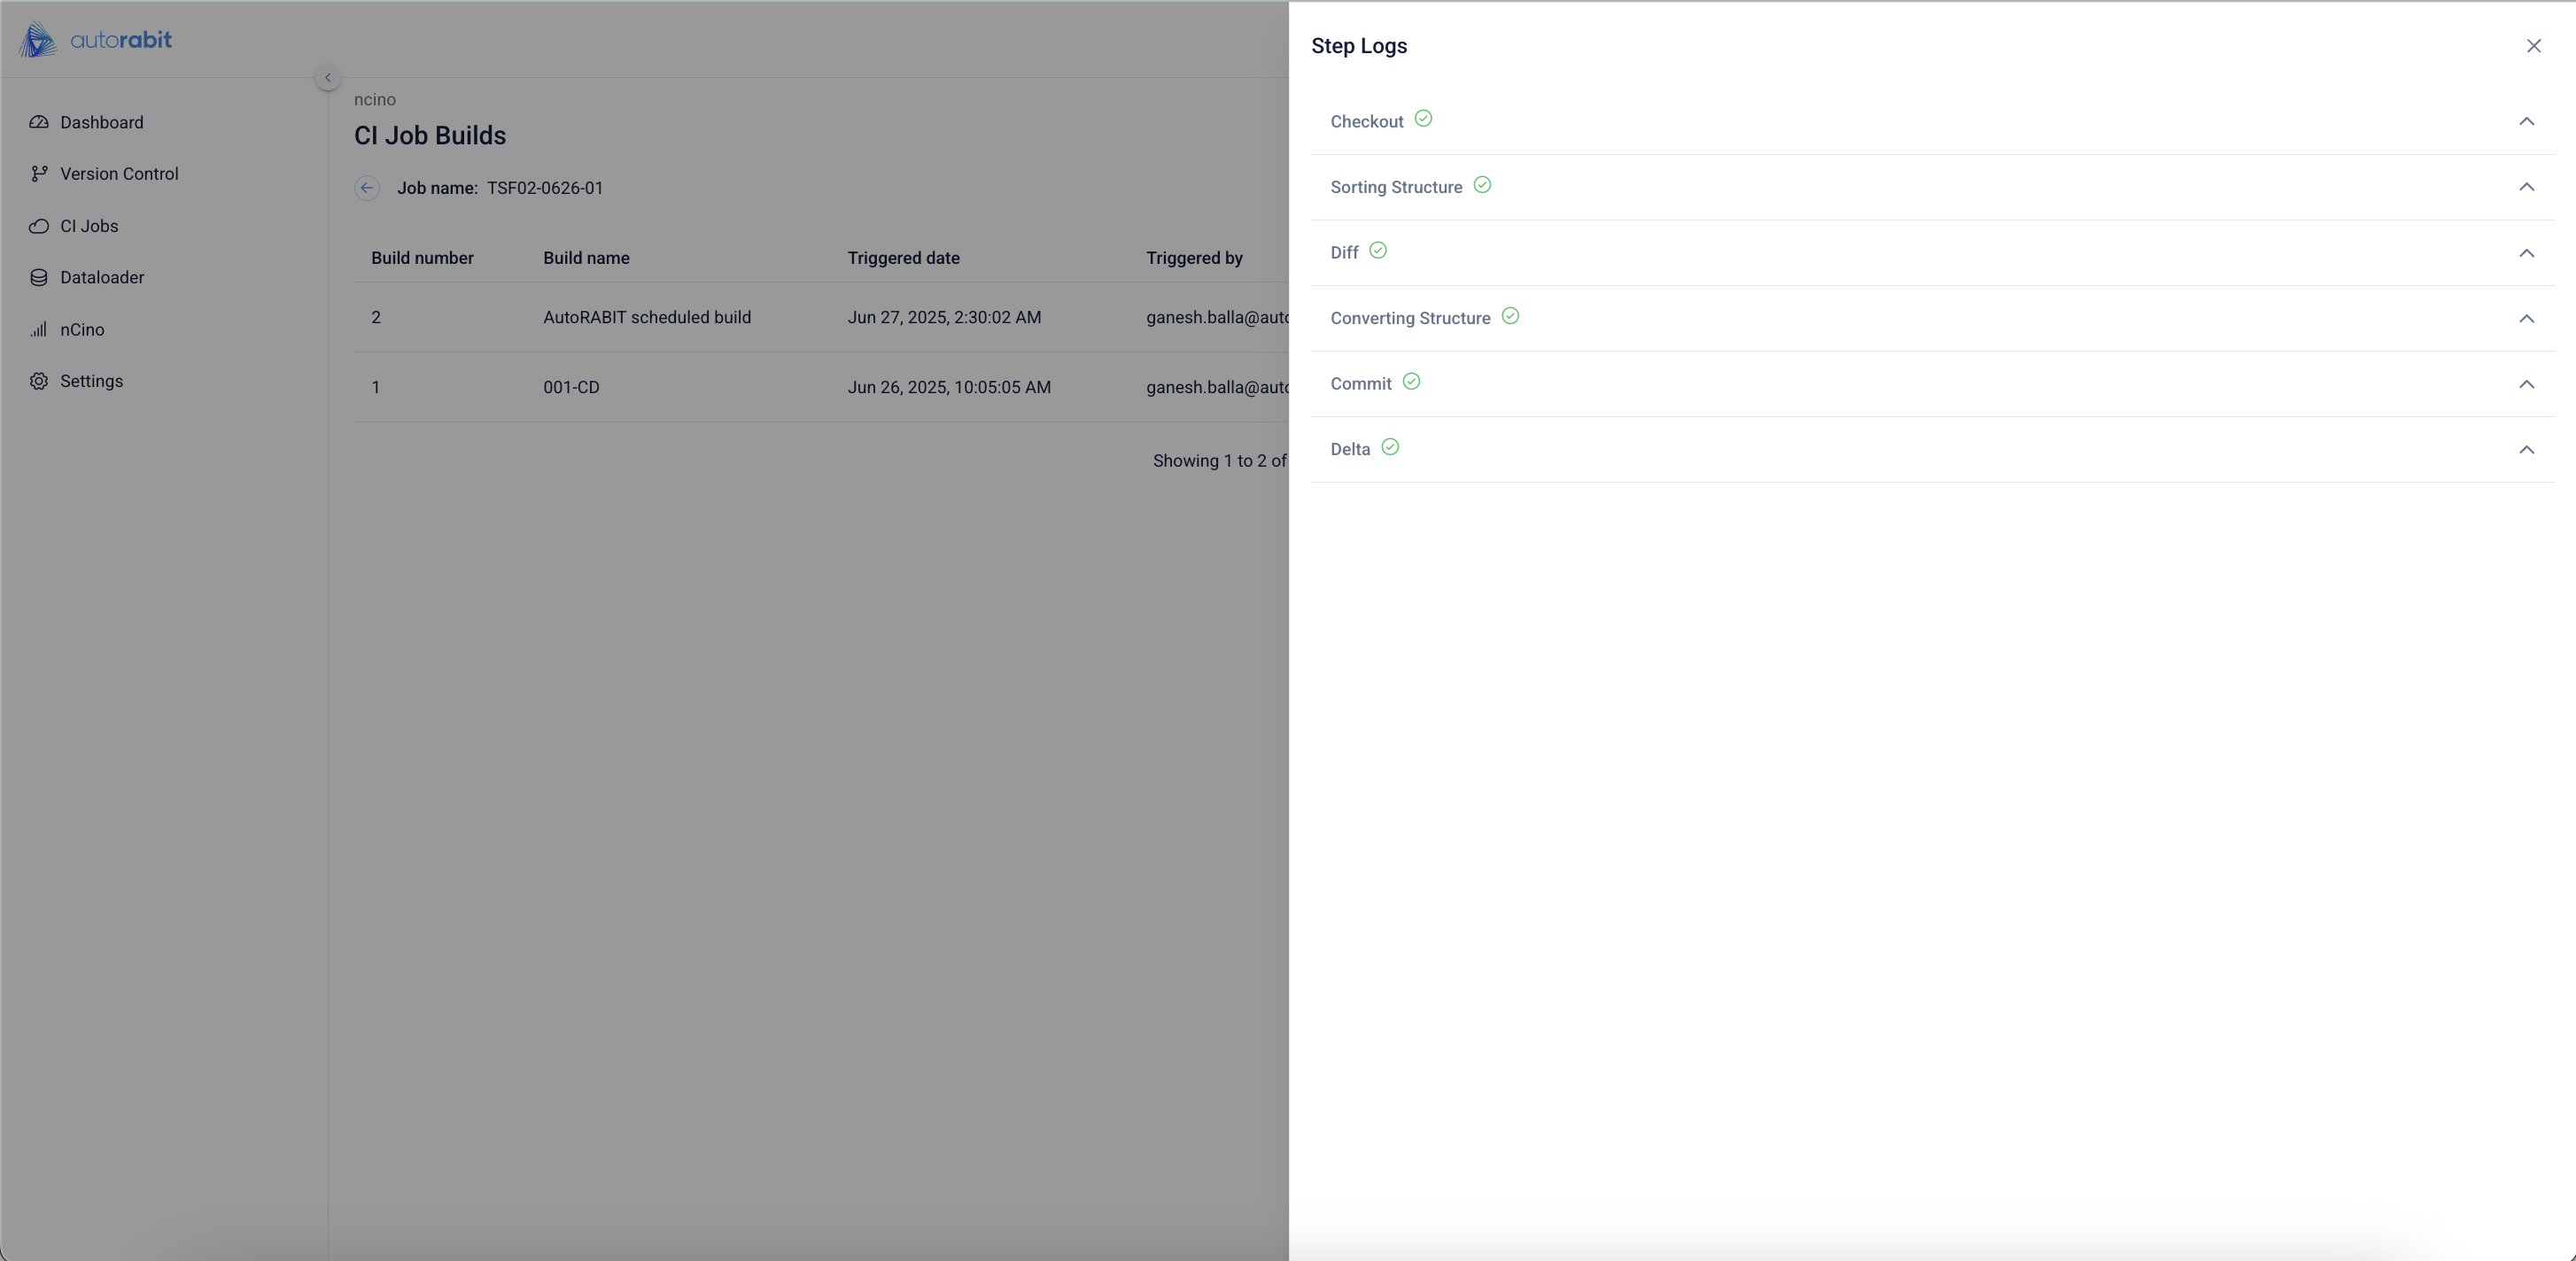 autorabit
Dashboard
Version Control
CI Jobs
Dataloader
nCino
Settings
ncino
CI Job Builds
Job name: TSF02-0626-01
Build number Build name Triggered date Triggered by
2 AutoRABIT scheduled build Jun 27, 2025, 2:30:02 AM ganesh.balla@auto
1 001-CD Jun 26, 2025, 10:05:05 AM ganesh.balla@auto
Showing 1 to 2 of
Step Logs
Checkout
Sorting Structure
Diff
Converting Structure
Commit
Delta